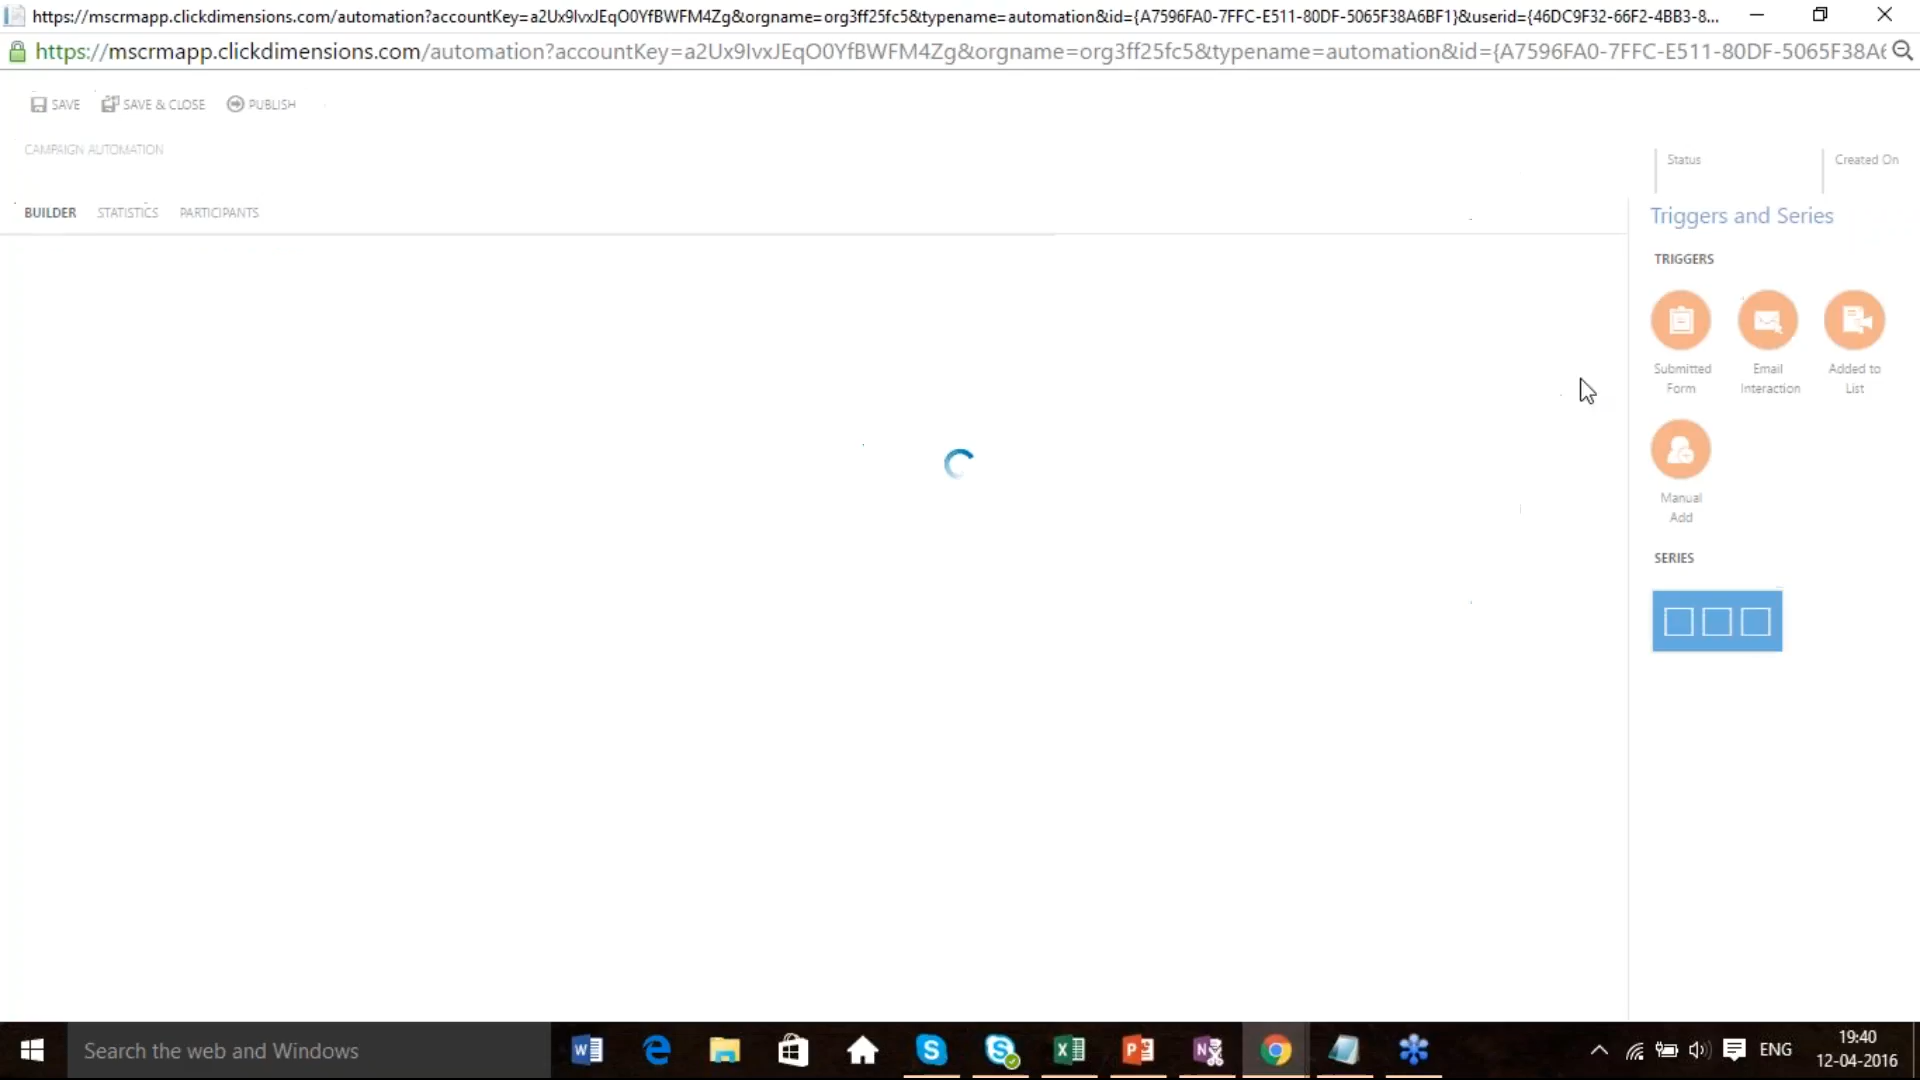 https://mscrmapp.clickdimensions.com/automation?accountKey=a2Ux9IvxJEqO0YfBWFM4Zg&orgname=org3ff25fc5&typename=automation&id={A7596FA0-7FFC-E511-80DF-5065F38A6BF1}&userid={46DC9F32-66F2-4BB3-8...
https://mscrmapp.clickdimensions.com/automation?accountKey=a2Ux9IvxJEqO0YfBWFM4Zg&orgname=org3ff25fc5&typename=automation&id={A7596FA0-7FFC-E511-80DF-5065F38A6
SAVE SAVE & CLOSE PUBLISH
CAMPAIGN AUTOMATION
Status
Created On
BUILDER STATISTICS PARTICIPANTS
Triggers and Series
TRIGGERS
Submitted Form
Email Interaction
Added to List
Manual Add
SERIES
Search the web and Windows
ENG
19:40
12-04-2016